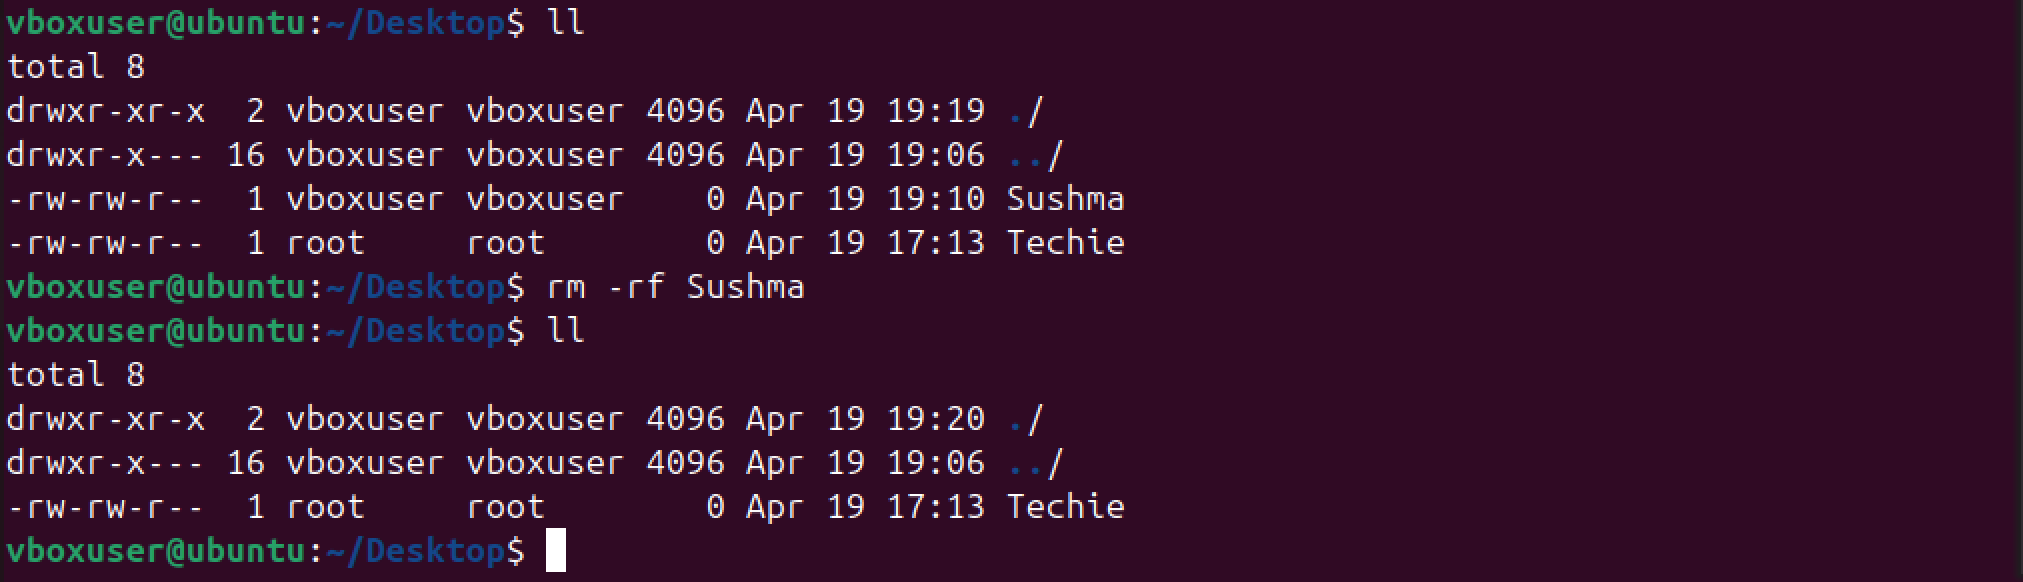 vboxuser@ubuntu:~/Desktop$ ll
total 8
drwxr-xr-x  2 vboxuser vboxuser 4096 Apr 19 19:19 ./
drwxr-x--- 16 vboxuser vboxuser 4096 Apr 19 19:06 ../
-rw-rw-r--  1 vboxuser vboxuser    0 Apr 19 19:10 Sushma
-rw-rw-r--  1 root     root        0 Apr 19 17:13 Techie
vboxuser@ubuntu:~/Desktop$ rm -rf Sushma
vboxuser@ubuntu:~/Desktop$ ll
total 8
drwxr-xr-x  2 vboxuser vboxuser 4096 Apr 19 19:20 ./
drwxr-x--- 16 vboxuser vboxuser 4096 Apr 19 19:06 ../
-rw-rw-r--  1 root     root        0 Apr 19 17:13 Techie
vboxuser@ubuntu:~/Desktop$